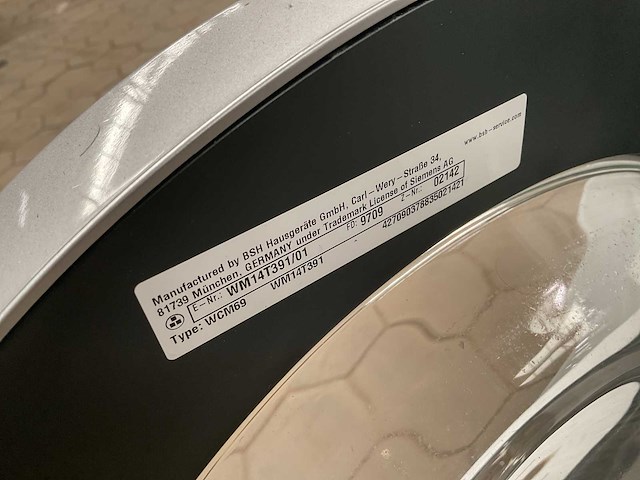 Manufactured by BSH Hausgeräte GmbH, Carl-Wery-Straße 34,
81739 München, GERMANY under Trademark License of Siemens AG
www.bsh-service.com
E-Nr.: WM14T391/01 FD: 9709 Z-Nr.: 02142
Type: WCM69 WM14T391 427090378835021421